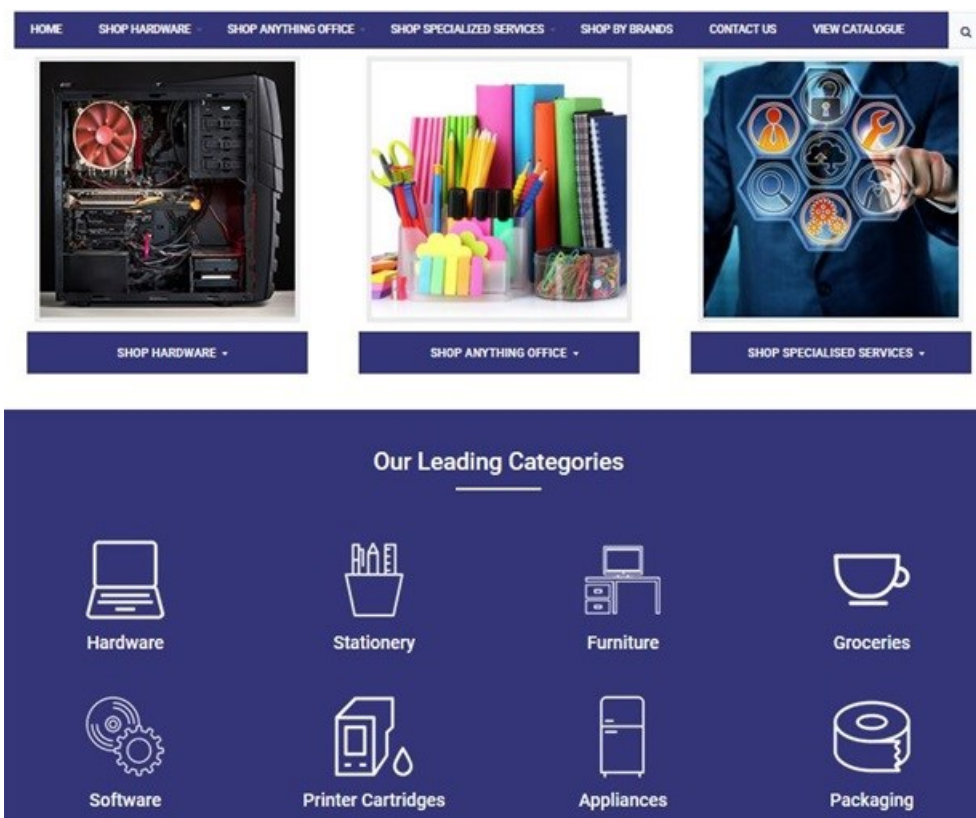 HOME SHOP HARDWARE SHOP ANYTHING OFFICE SHOP SPECIALIZED SERVICES SHOP BY BRANDS CONTACT US VIEW CATALOGUE
SHOP HARDWARE SHOP ANYTHING OFFICE SHOP SPECIALISED SERVICES
Our Leading Categories
Hardware Stationery Furniture Groceries
Software Printer Cartridges Appliances Packaging